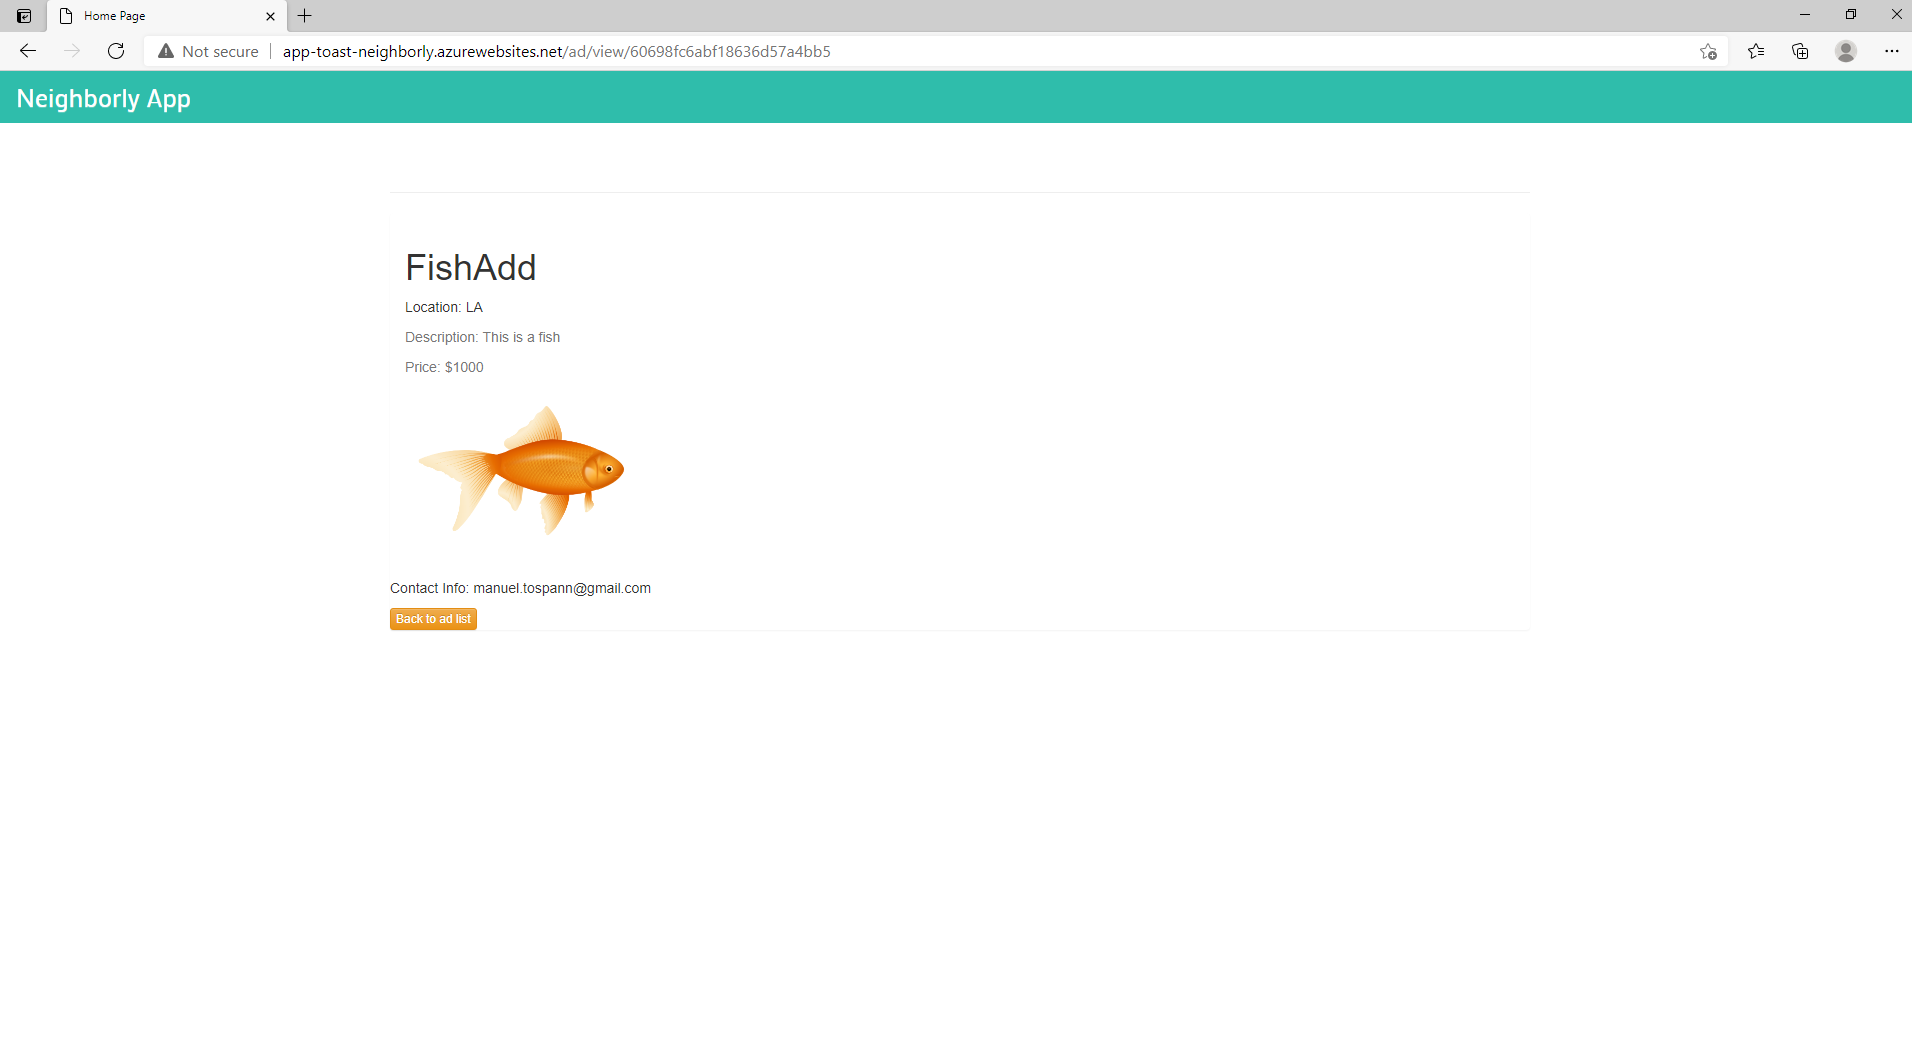 Home Page
Not secure
app-toast-neighborly.azurewebsites.net/ad/view/60698fc6abf18636d57a4bb5
Neighborly App
FishAdd
Location: LA
Description: This is a fish
Price: $1000
Contact Info: manuel.tospann@gmail.com
Back to ad list